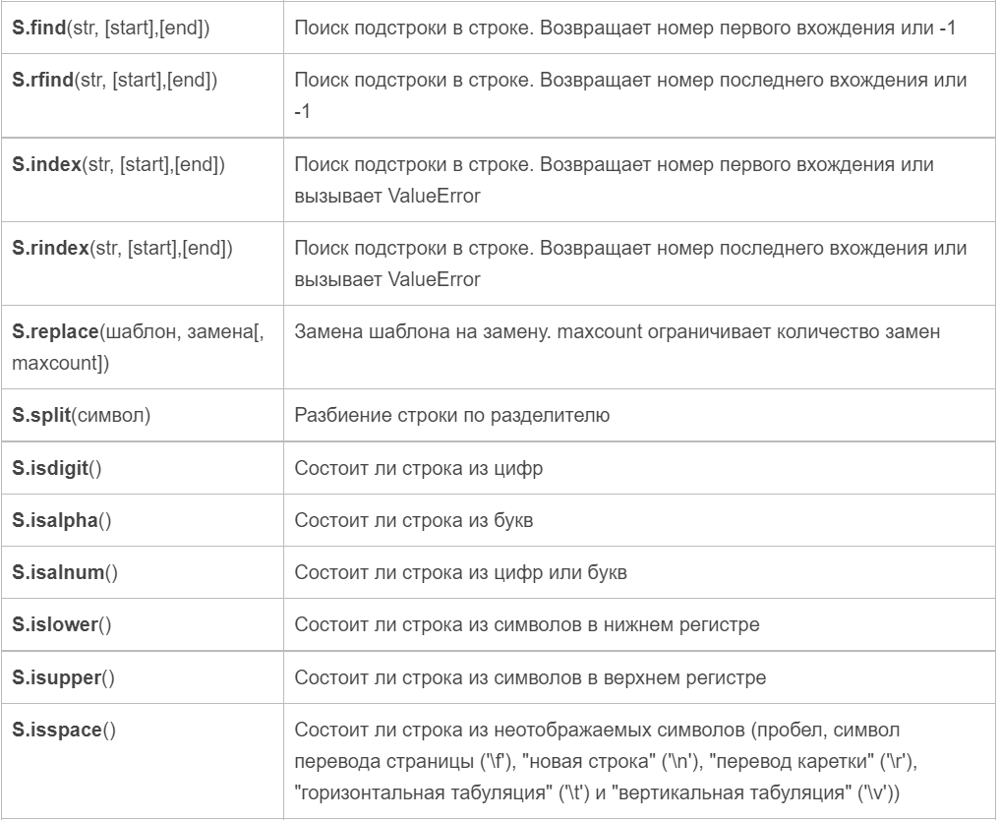 S.find(str, [start],[end])
Поиск подстроки в строке. Возвращает номер первого вхождения или -1
S.rfind(str, [start],[end])
Поиск подстроки в строке. Возвращает номер последнего вхождения или
-1
S.index(str, [start],[end])
Поиск подстроки в строке. Возвращает номер первого вхождения или
вызывает ValueError
S.rindex(str, [start],[end])
Поиск подстроки в строке. Возвращает номер последнего вхождения или
вызывает ValueError
S.replace(шаблон, замена[,
maxcount])
Замена шаблона на замену. maxcount ограничивает количество замен
S.split(символ)
Разбиение строки по разделителю
S.isdigit()
Состоит ли строка из цифр
S.isalpha()
Состоит ли строка из букв
S.isalnum()
Состоит ли строка из цифр или букв
S.islower()
Состоит ли строка из символов в нижнем регистре
S.isupper()
Состоит ли строка из символов в верхнем регистре
S.isspace()
Состоит ли строка из неотображаемых символов (пробел, символ
перевода страницы ('\f'), "новая строка" ('\n'), "перевод каретки" ('\r'),
"горизонтальная табуляция" ('\t') и "вертикальная табуляция" ('\v'))